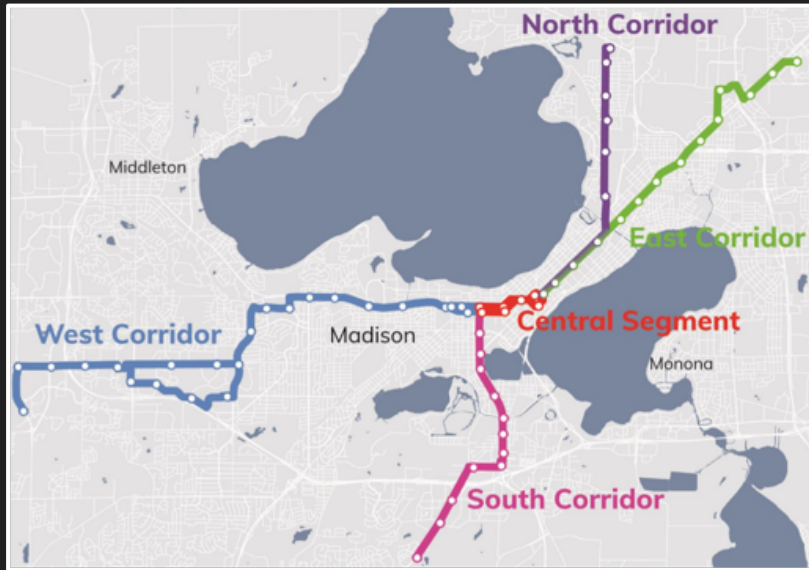 North Corridor
Middleton
East Corridor
Central Segment
West Corridor
Madison
Monona
South Corridor